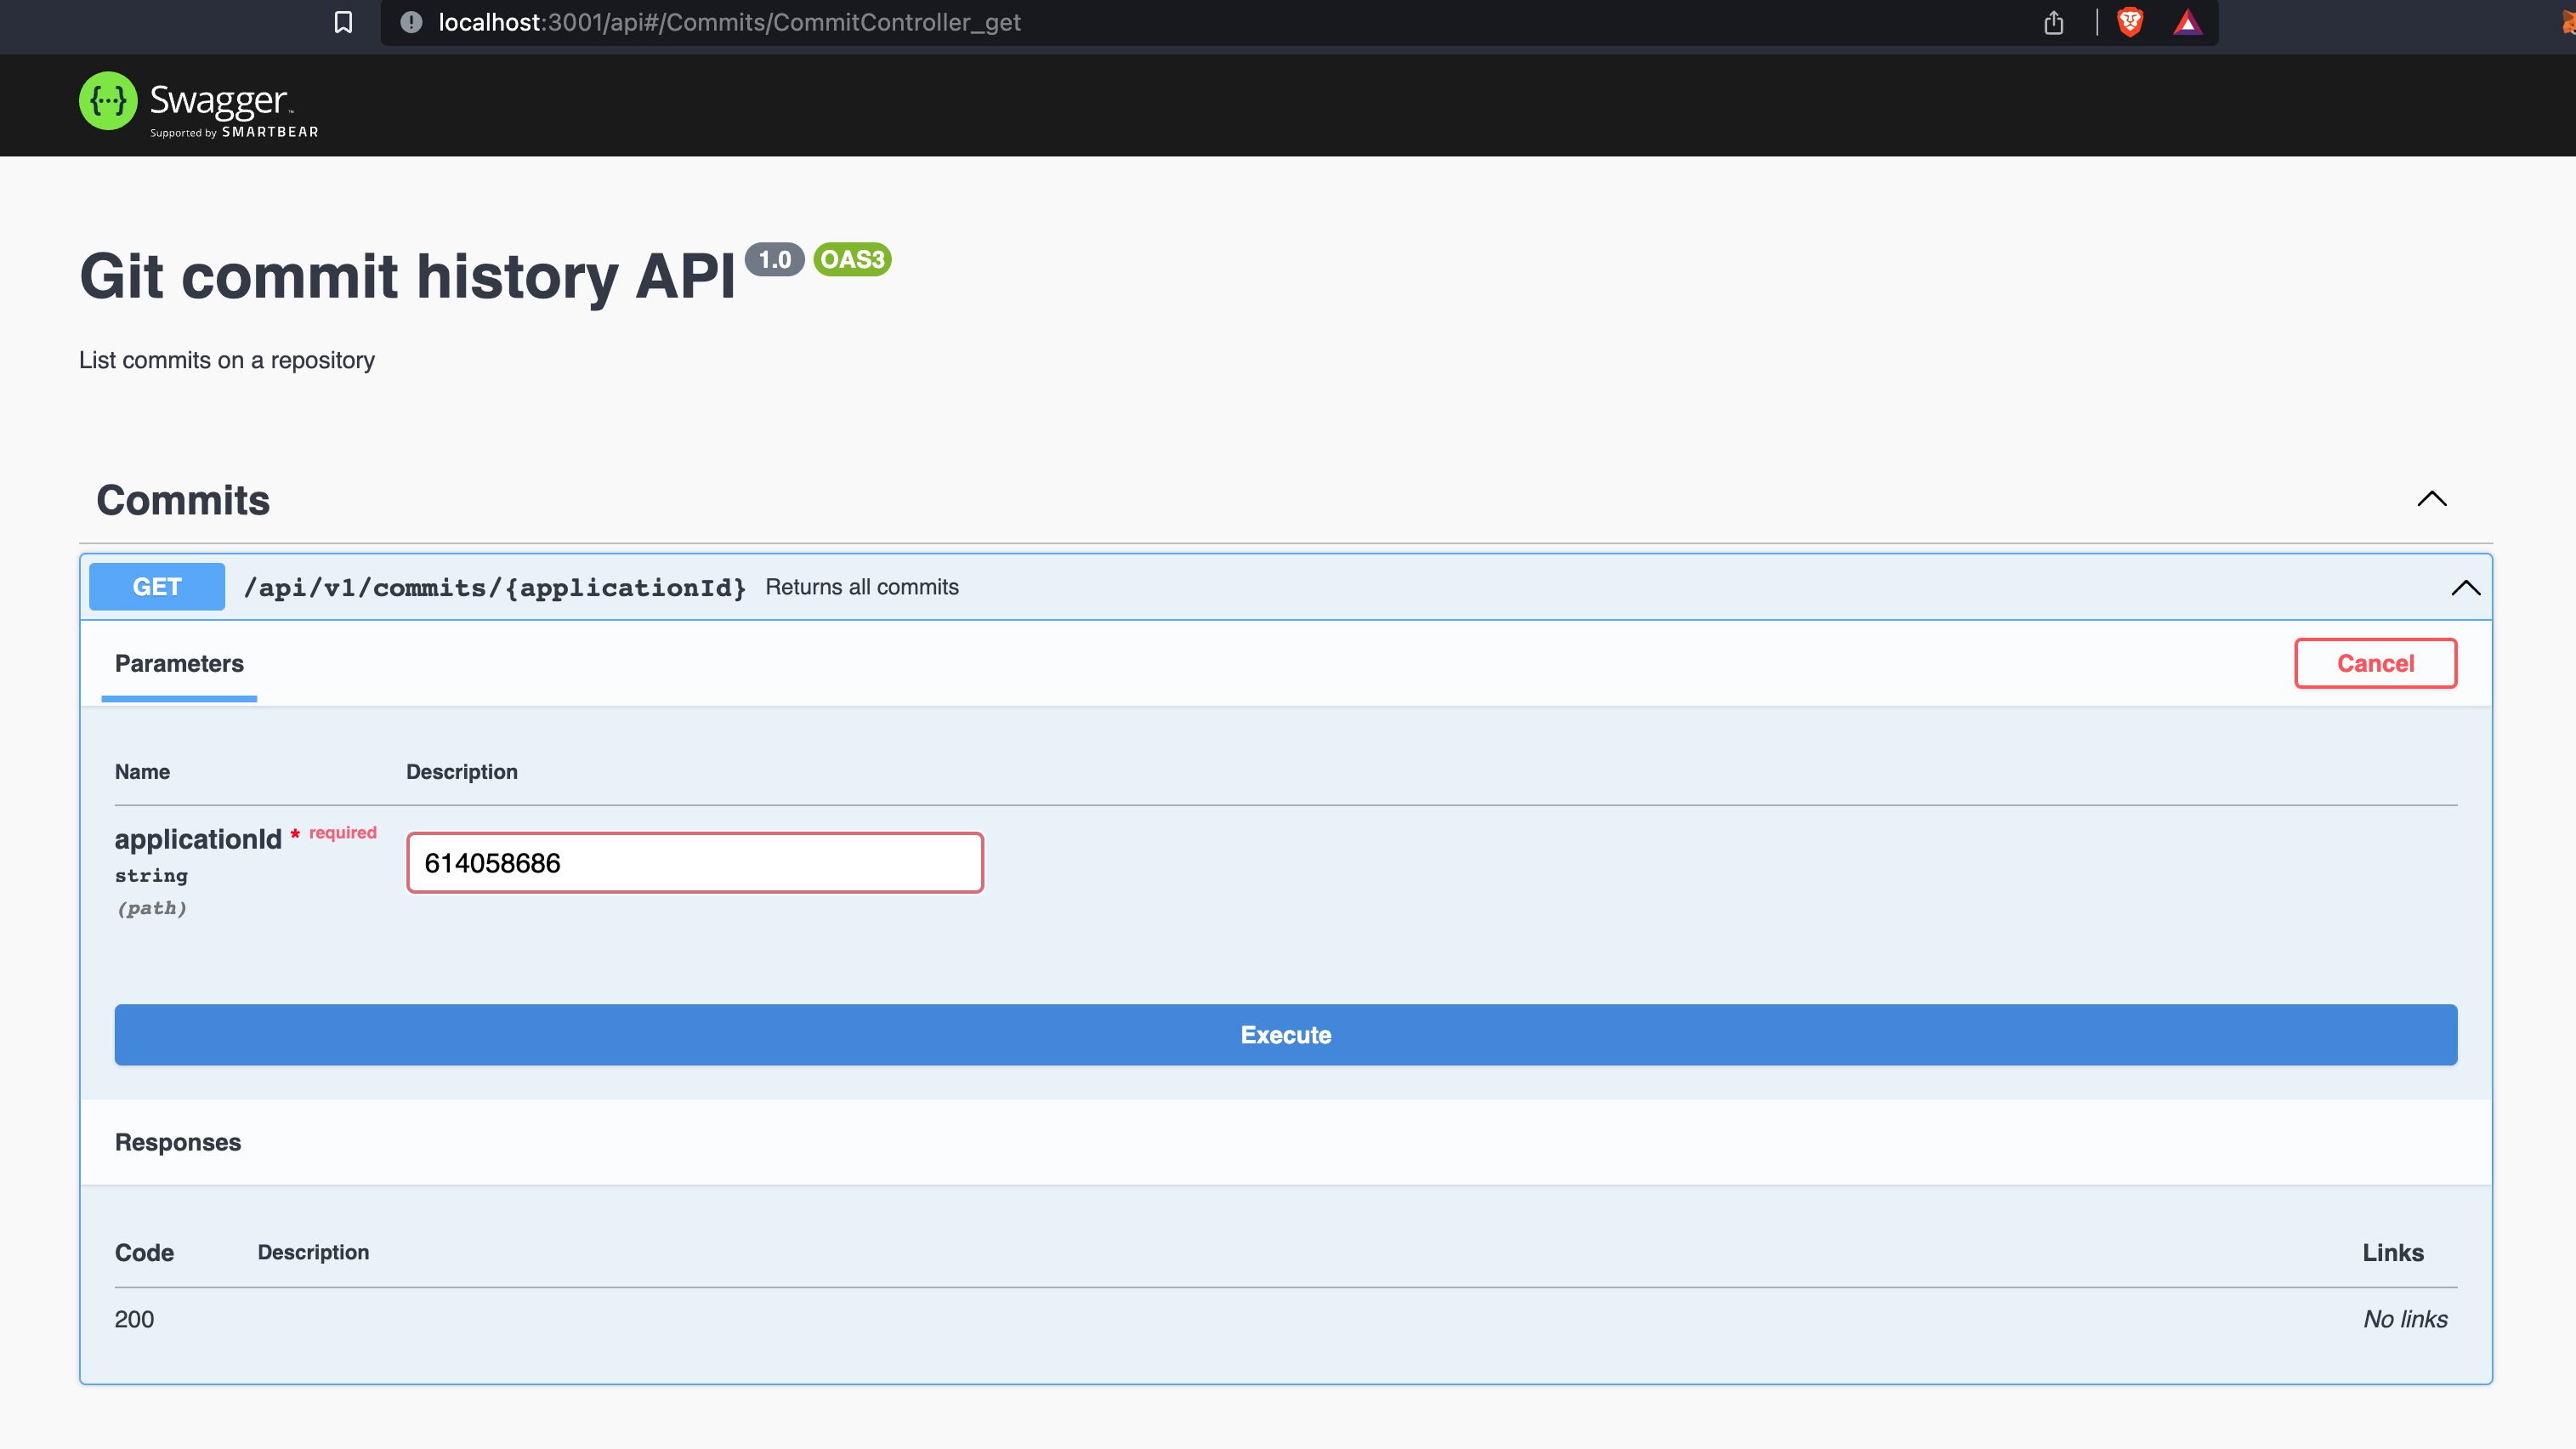 localhost:3001/api#/Commits/CommitController_get
{···} Swagger™
Supported by SMARTBEAR
Git commit history API 1.0 OAS3
List commits on a repository
Commits
GET /api/v1/commits/{applicationId} Returns all commits
Parameters Cancel
Name Description
applicationId * required
string
(path)
614058686
Execute
Responses
Code Description Links
200 No links